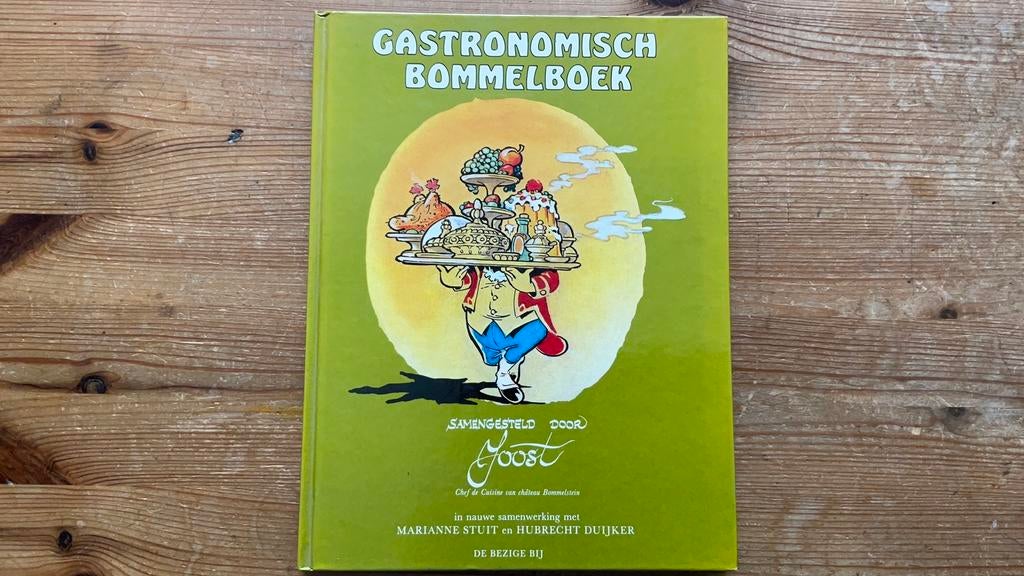 GASTRONOMISCH
BOMMELBOEK
SAMENGESTELD DOOR
Joost
Chef de Cuisine van château Bommelstein
in nauwe samenwerking met
MARIANNE STUIT en HUBRECHT DUIJKER
DE BEZIGE BIJ